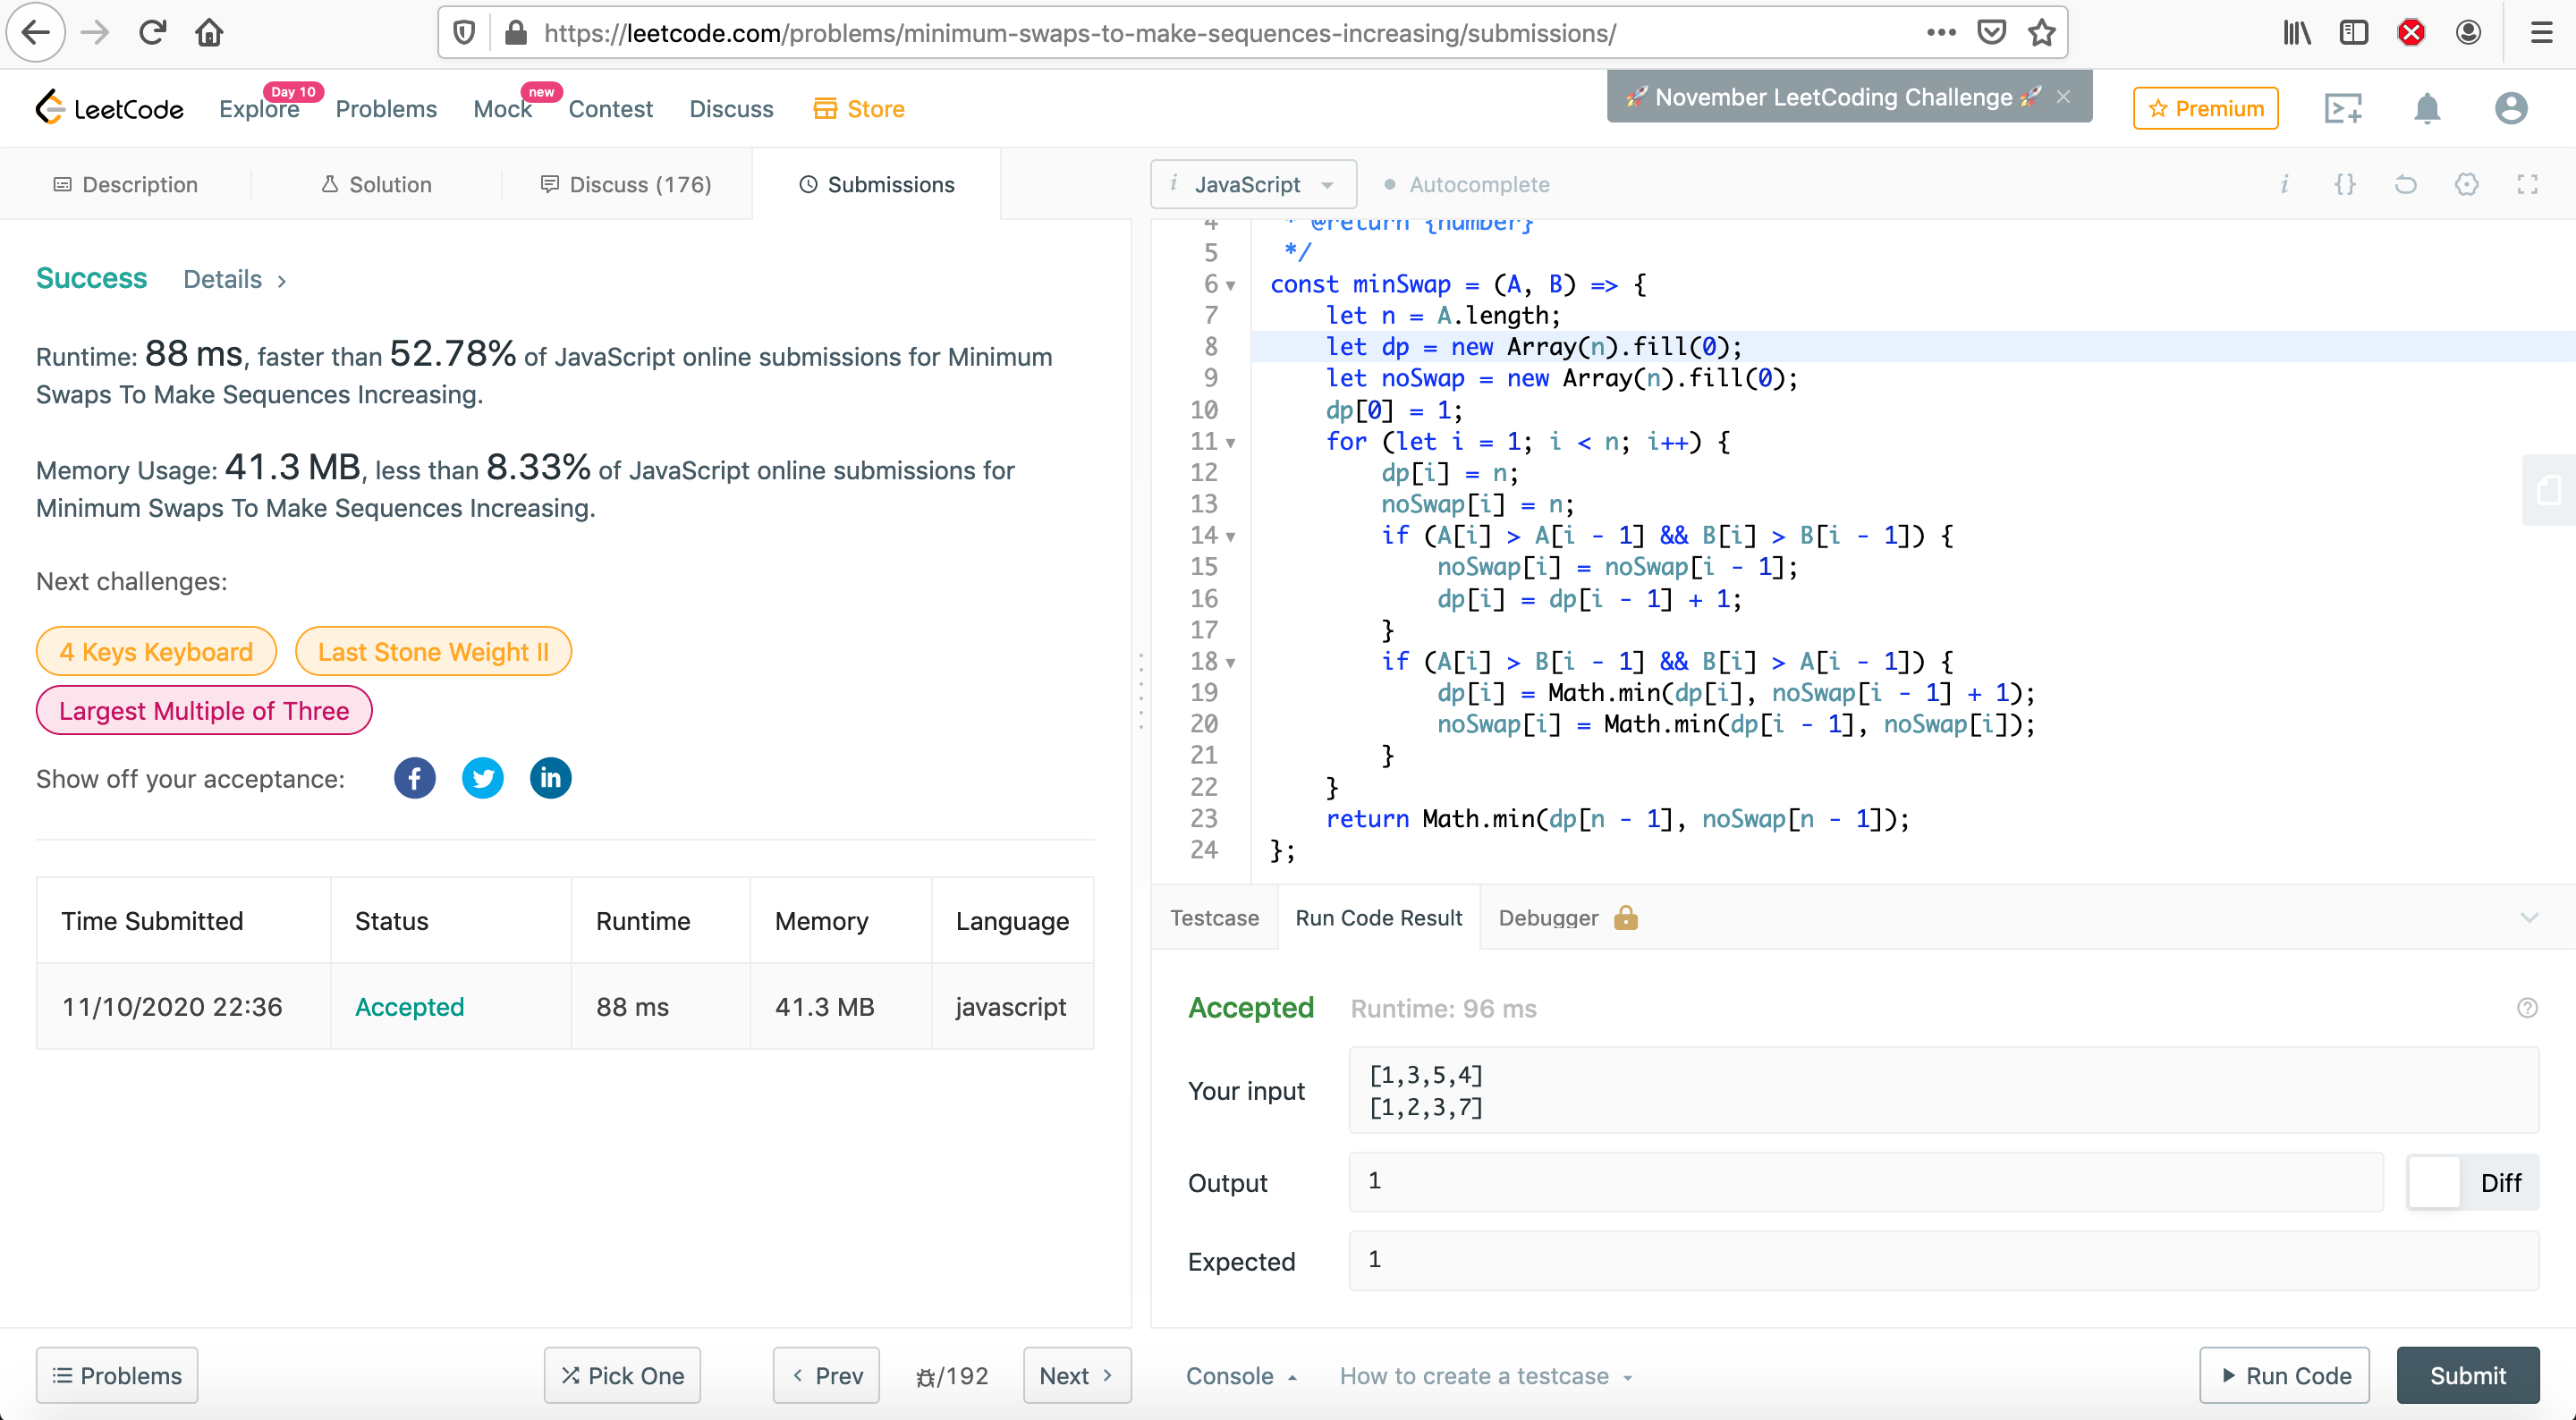 https://leetcode.com/problems/minimum-swaps-to-make-sequences-increasing/submissions/
LeetCode
Explore
Day 10
Problems
Mock
new
Contest
Discuss
Store
🚀 November LeetCoding Challenge 🚀 ×
Premium
Description
Solution
Discuss (176)
Submissions
i JavaScript
Autocomplete
Success Details >
Runtime: 88 ms, faster than 52.78% of JavaScript online submissions for Minimum
Swaps To Make Sequences Increasing.
Memory Usage: 41.3 MB, less than 8.33% of JavaScript online submissions for
Minimum Swaps To Make Sequences Increasing.
Next challenges:
4 Keys Keyboard
Last Stone Weight II
Largest Multiple of Three
Show off your acceptance:
Time Submitted Status Runtime Memory Language
11/10/2020 22:36 Accepted 88 ms 41.3 MB javascript
4 * @return {number}
5 */
6 const minSwap = (A, B) => {
7 let n = A.length;
8 let dp = new Array(n).fill(0);
9 let noSwap = new Array(n).fill(0);
10 dp[0] = 1;
11 for (let i = 1; i < n; i++) {
12 dp[i] = n;
13 noSwap[i] = n;
14 if (A[i] > A[i - 1] && B[i] > B[i - 1]) {
15 noSwap[i] = noSwap[i - 1];
16 dp[i] = dp[i - 1] + 1;
17 }
18 if (A[i] > B[i - 1] && B[i] > A[i - 1]) {
19 dp[i] = Math.min(dp[i], noSwap[i - 1] + 1);
20 noSwap[i] = Math.min(dp[i - 1], noSwap[i]);
21 }
22 }
23 return Math.min(dp[n - 1], noSwap[n - 1]);
24 };
Testcase
Run Code Result
Debugger
Accepted Runtime: 96 ms
Your input
[1,3,5,4]
[1,2,3,7]
Output
1
Diff
Expected
1
Problems
Pick One
< Prev
/192
Next >
Console
How to create a testcase
Run Code
Submit